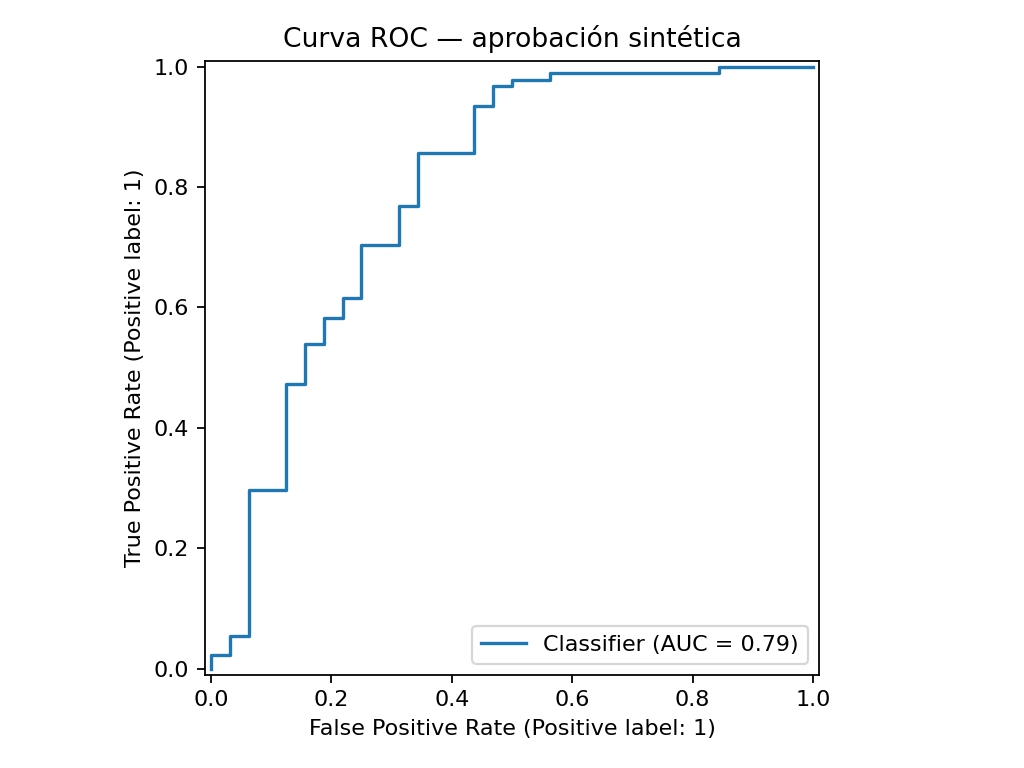 Curva ROC — aprobación sintética
True Positive Rate (Positive label: 1)
1.0
0.8
0.6
0.4
0.2
0.0
Classifier (AUC = 0.79)
0.0 0.2 0.4 0.6 0.8 1.0
False Positive Rate (Positive label: 1)